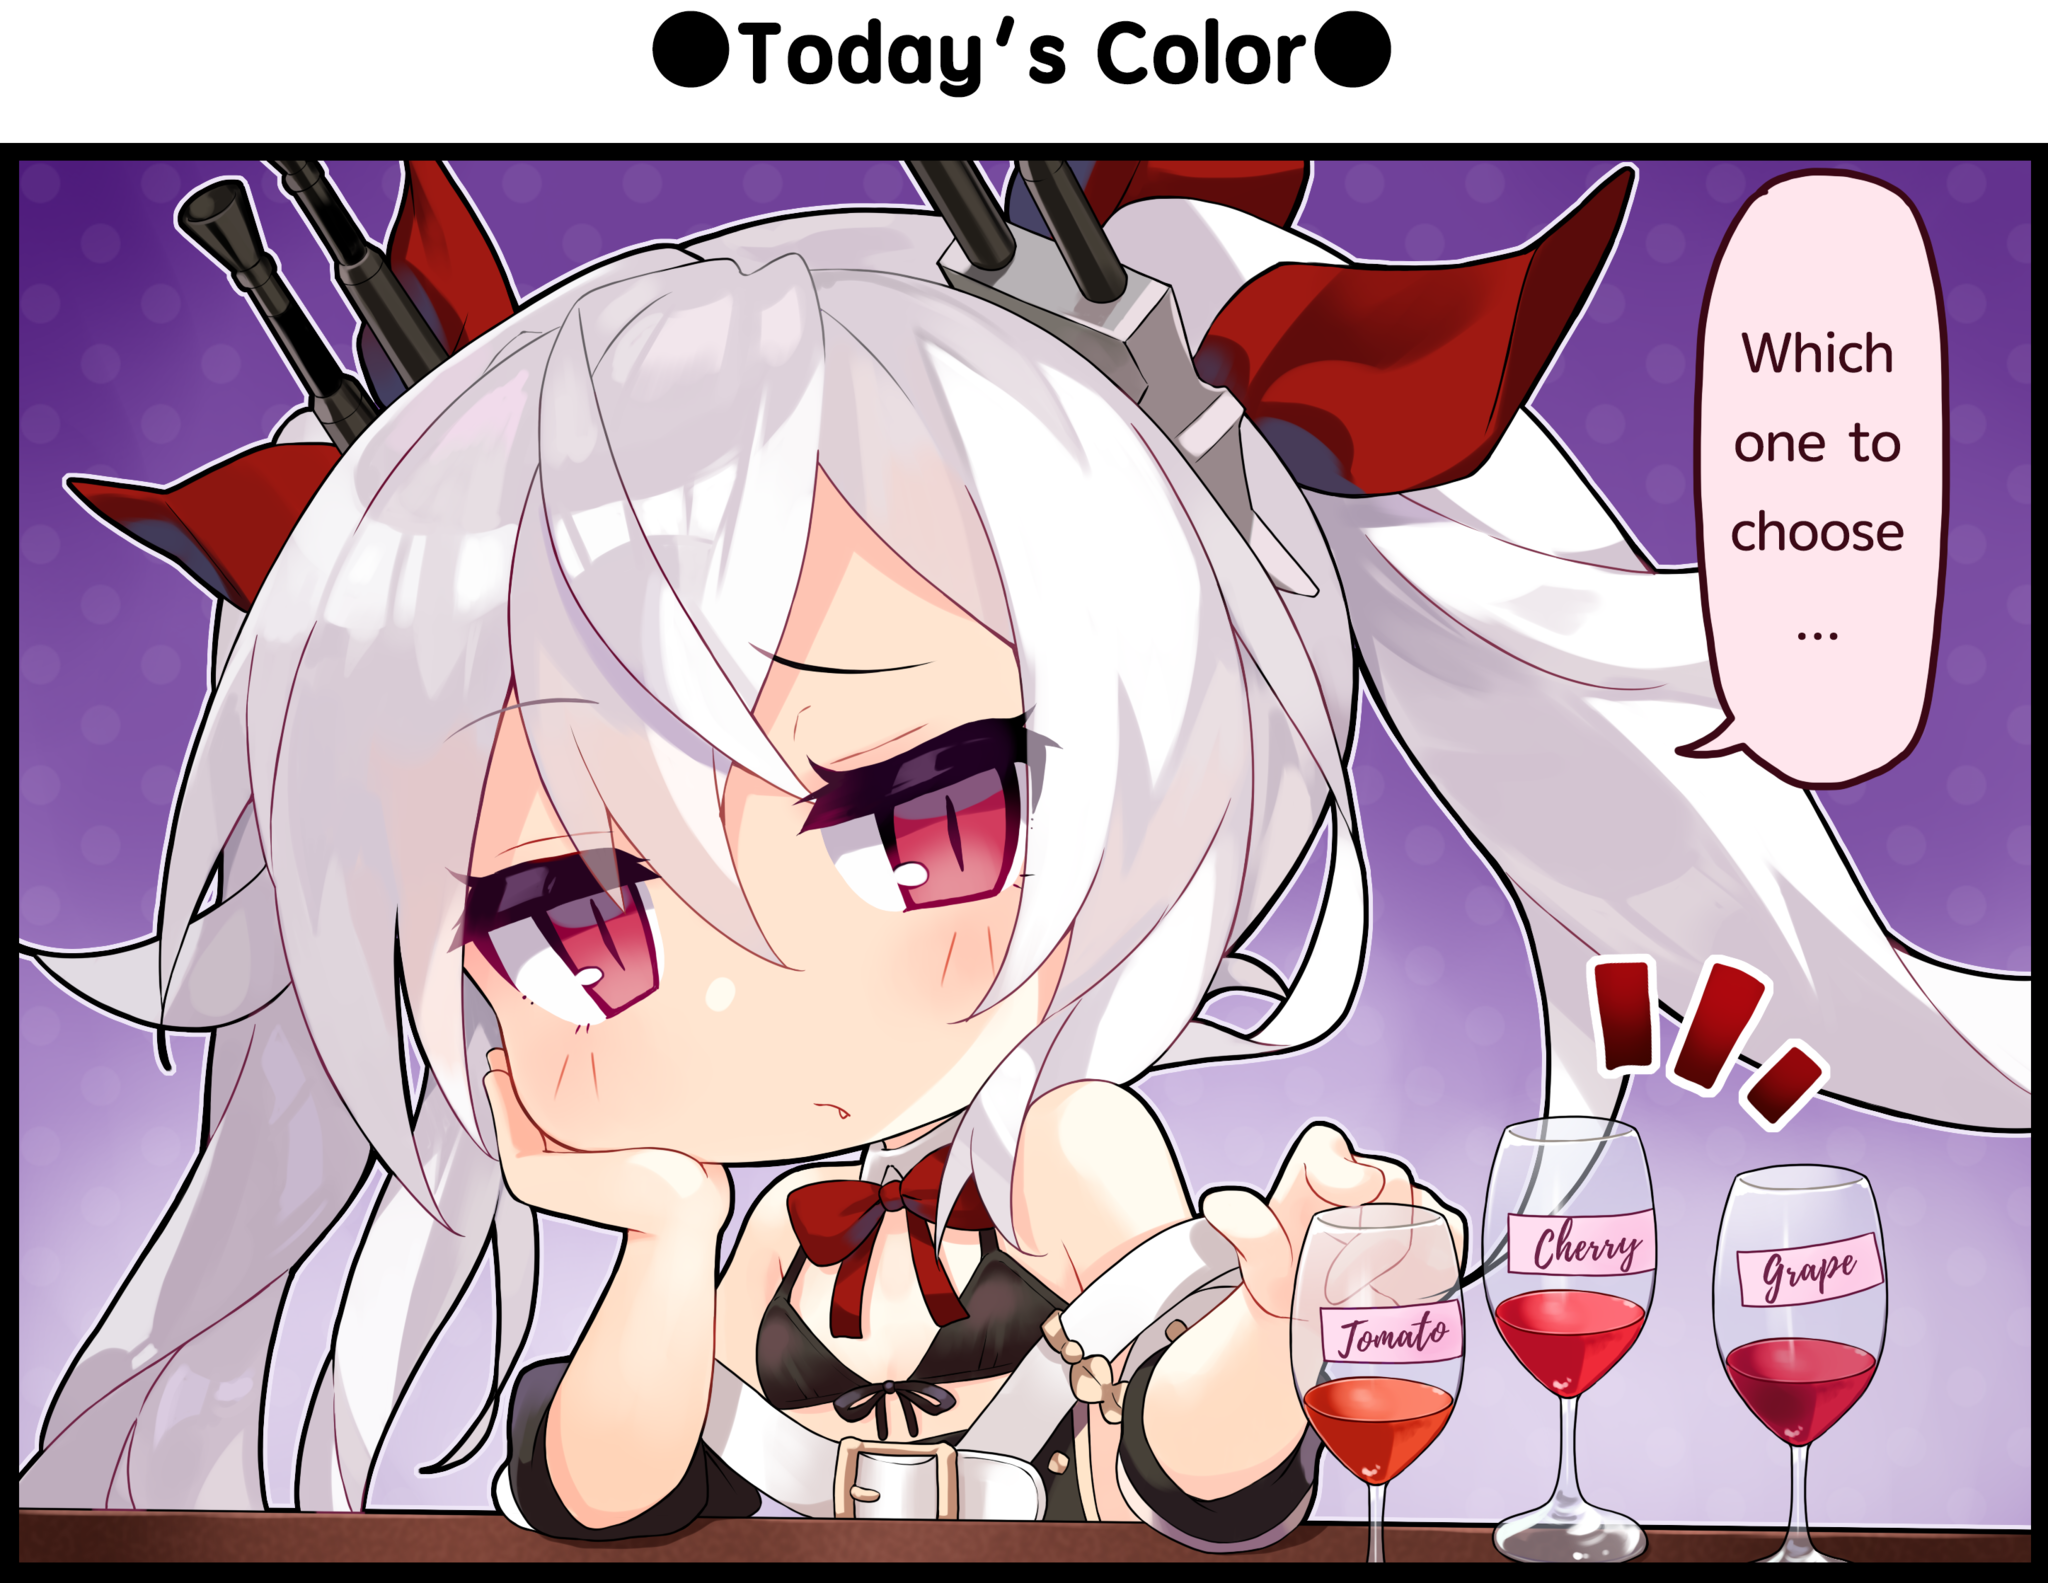 ●Today's Color●
Which
one to
choose
...
Cherry
Grape
Tomato